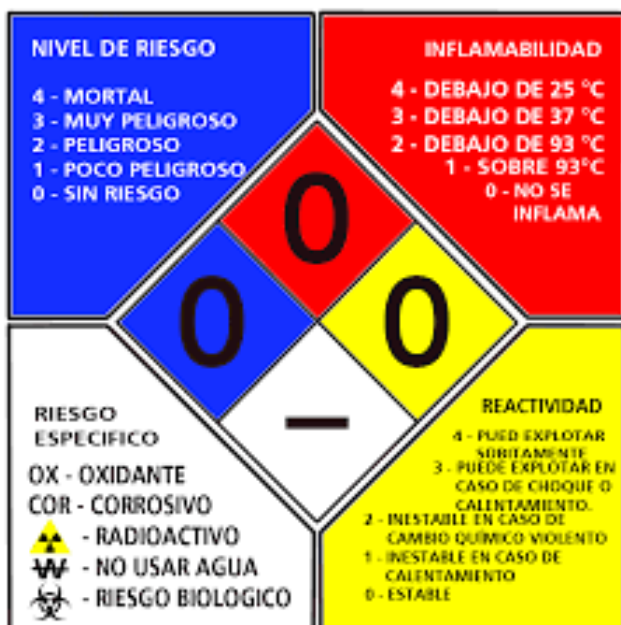 NIVEL DE RIESGO
4 - MORTAL
3 - MUY PELIGROSO
2 - PELIGROSO
1 - POCO PELIGROSO
0 - SIN RIESGO
INFLAMABILIDAD
4 - DEBAJO DE 25 °C
3 - DEBAJO DE 37 °C
2 - DEBAJO DE 93 °C
1 - SOBRE 93°C
0 - NO SE
INFLAMA
0
0
0
–
RIESGO
ESPECIFICO
OX - OXIDANTE
COR - CORROSIVO
- RADIOACTIVO
W - NO USAR AGUA
- RIESGO BIOLOGICO
REACTIVIDAD
4 - PUED EXPLOTAR
SOBITAMENTE
3 - PUEDE EXPLOTAR EN
CASO DE CHOQUE O
CALENTAMIENTO.
2 - INESTABLE EN CASO DE
CAMBIO QUÍMICO VIOLENTO
1 - INESTABLE EN CASO DE
CALENTAMIENTO
0 - ESTABLE